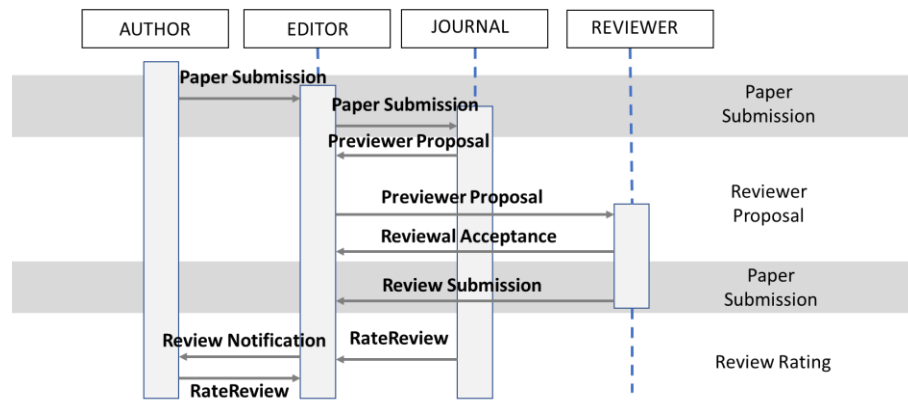 AUTHOR
EDITOR
JOURNAL
REVIEWER
Paper Submission
Paper Submission
Paper
Submission
Previewer Proposal
Previewer Proposal
Reviewer
Proposal
Reviewal Acceptance
Review Submission
Paper
Submission
Review Notification
RateReview
Review Rating
RateReview